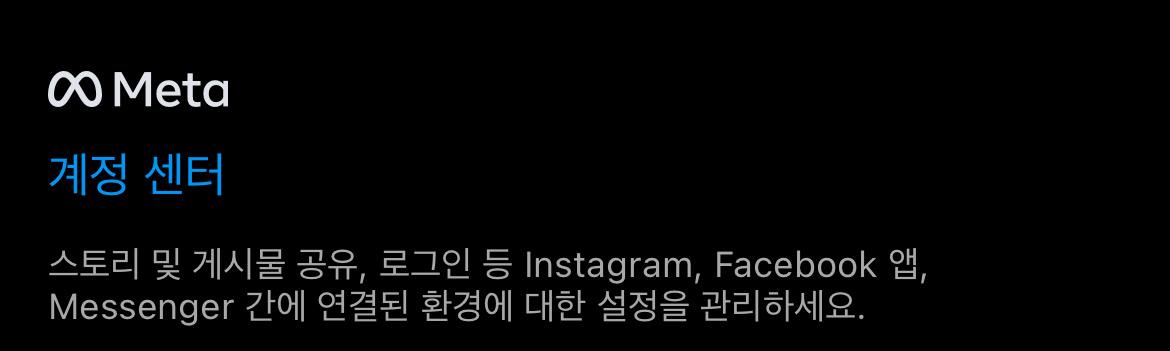 Meta
계정 센터
스토리 및 게시물 공유, 로그인 등 Instagram, Facebook 앱,
Messenger 간에 연결된 환경에 대한 설정을 관리하세요.